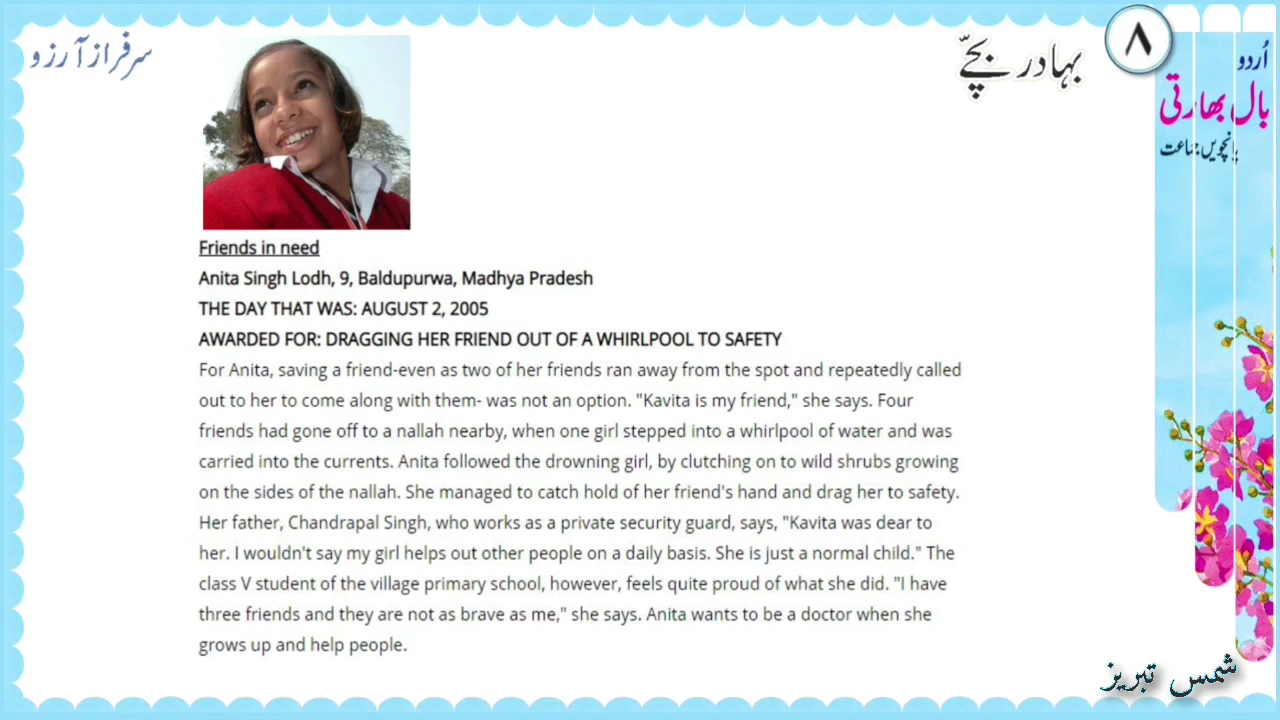 سرفراز آرزو
بہادر بچّے
۸
اُردو
بال بھارتی
پانچویں جماعت
Friends in need
Anita Singh Lodh, 9, Baldupurwa, Madhya Pradesh
THE DAY THAT WAS: AUGUST 2, 2005
AWARDED FOR: DRAGGING HER FRIEND OUT OF A WHIRLPOOL TO SAFETY
For Anita, saving a friend-even as two of her friends ran away from the spot and repeatedly called
out to her to come along with them- was not an option. "Kavita is my friend," she says. Four
friends had gone off to a nallah nearby, when one girl stepped into a whirlpool of water and was
carried into the currents. Anita followed the drowning girl, by clutching on to wild shrubs growing
on the sides of the nallah. She managed to catch hold of her friend's hand and drag her to safety.
Her father, Chandrapal Singh, who works as a private security guard, says, "Kavita was dear to
her. I wouldn't say my girl helps out other people on a daily basis. She is just a normal child." The
class V student of the village primary school, however, feels quite proud of what she did. "I have
three friends and they are not as brave as me," she says. Anita wants to be a doctor when she
grows up and help people.
شمس تبریز